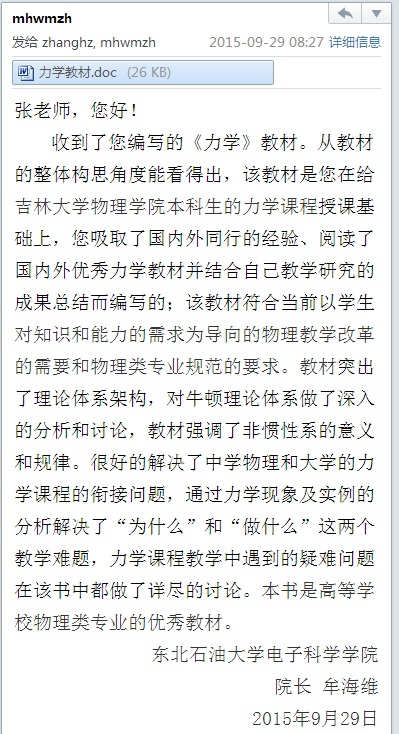 mhwmzh
发给 zhanghz, mhwmzh 2015-09-29 08:27 详细信息
力学教材.doc (26 KB)
张老师，您好！
收到了您编写的《力学》教材。从教材
的整体构思角度能看得出，该教材是您在给
吉林大学物理学院本科生的力学课程授课基
础上，您吸取了国内外同行的经验、阅读了
国内外优秀力学教材并结合自己教学研究的
成果总结而编写的；该教材符合当前以学生
对知识和能力的需求为导向的物理教学改革
的需要和物理类专业规范的要求。教材突出
了理论体系架构，对牛顿理论体系做了深入
的分析和讨论，教材强调了非惯性系的意义
和规律。很好的解决了中学物理和大学的力
学课程的衔接问题，通过力学现象及实例的
分析解决了“为什么”和“做什么”这两个
教学难题，力学课程教学中遇到的疑难问题
在该书中都做了详尽的讨论。本书是高等学
校物理类专业的优秀教材。
东北石油大学电子科学学院
院长 牟海维
2015年9月29日